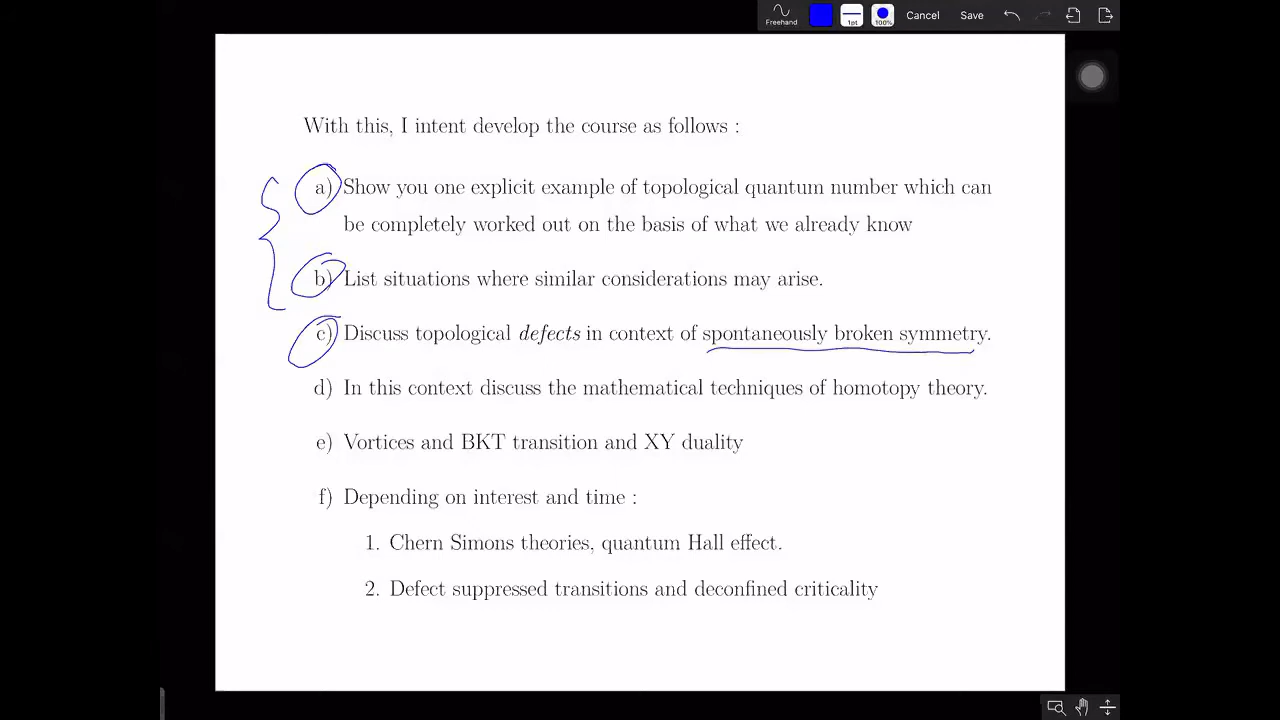 Freehand
1pt
100%
Cancel
Save
With this, I intent develop the course as follows :
a) Show you one explicit example of topological quantum number which can
be completely worked out on the basis of what we already know
b) List situations where similar considerations may arise.
c) Discuss topological defects in context of spontaneously broken symmetry.
d) In this context discuss the mathematical techniques of homotopy theory.
e) Vortices and BKT transition and XY duality
f) Depending on interest and time :
1. Chern Simons theories, quantum Hall effect.
2. Defect suppressed transitions and deconfined criticality